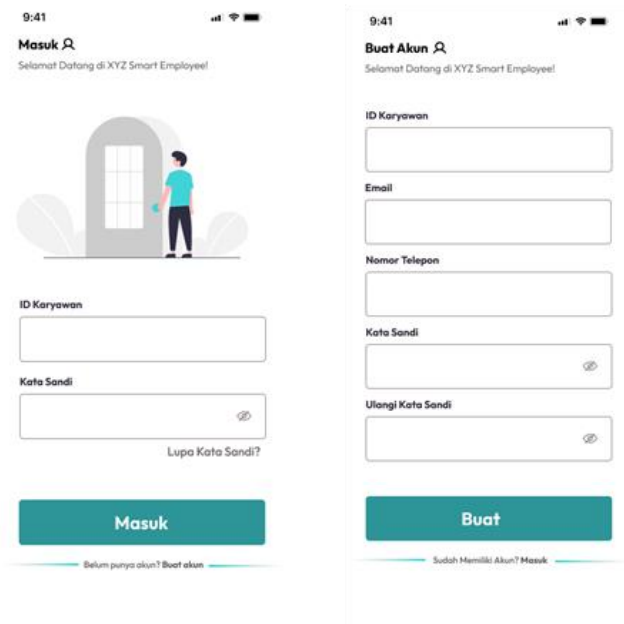 9:41
Masuk
Selamat Datang di XYZ Smart Employee!
ID Karyawan
Kata Sandi
Lupa Kata Sandi?
Masuk
Belum punya akun? Buat akun
9:41
Buat Akun
Selamat Datang di XYZ Smart Employee!
ID Karyawan
Email
Nomor Telepon
Kata Sandi
Ulangi Kata Sandi
Buat
Sudah Memiliki Akun? Masuk